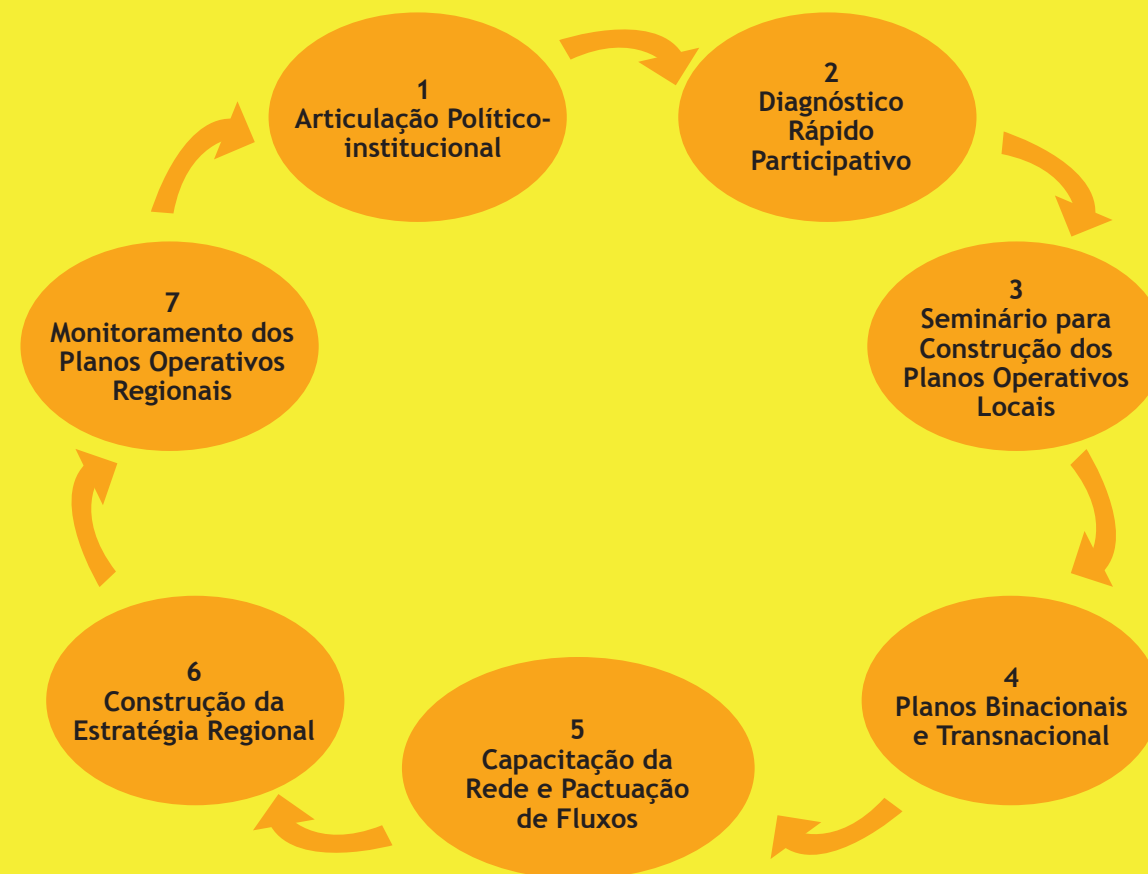 1
Articulação Político-
institucional
2
Diagnóstico
Rápido
Participativo
3
Seminário para
Construção dos
Planos Operativos
Locais
4
Planos Binacionais
e Transnacional
5
Capacitação da
Rede e Pactuação
de Fluxos
6
Construção da
Estratégia Regional
7
Monitoramento dos
Planos Operativos
Regionais